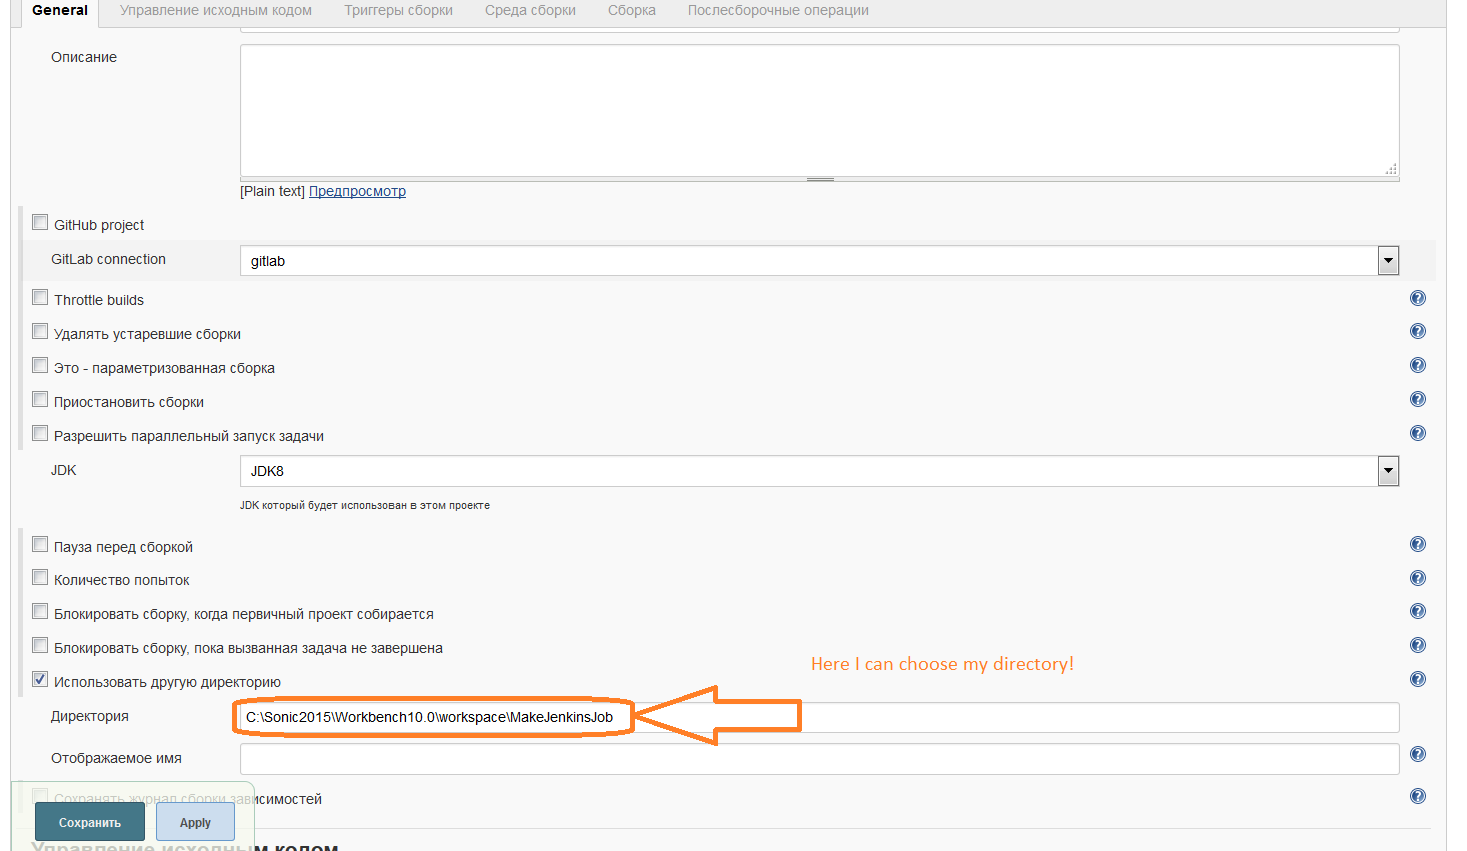 General Управление исходным кодом Триггеры сборки Среда сборки Сборка Послесборочные операции
Описание
[Plain text] Предпросмотр
GitHub project
GitLab connection gitlab
Throttle builds
Удалять устаревшие сборки
Это - параметризованная сборка
Приостановить сборки
Разрешить параллельный запуск задачи
JDK JDK8
JDK который будет использован в этом проекте
Пауза перед сборкой
Количество попыток
Блокировать сборку, когда первичный проект собирается
Блокировать сборку, пока вызванная задача не завершена
Here I can choose my directory!
Использовать другую директорию
Директория C:\Sonic2015\Workbench10.0\workspace\MakeJenkinsJob
Отображаемое имя
Сохранять журнал сборки зависимостей
Сохранить Apply
Управление исходным кодом